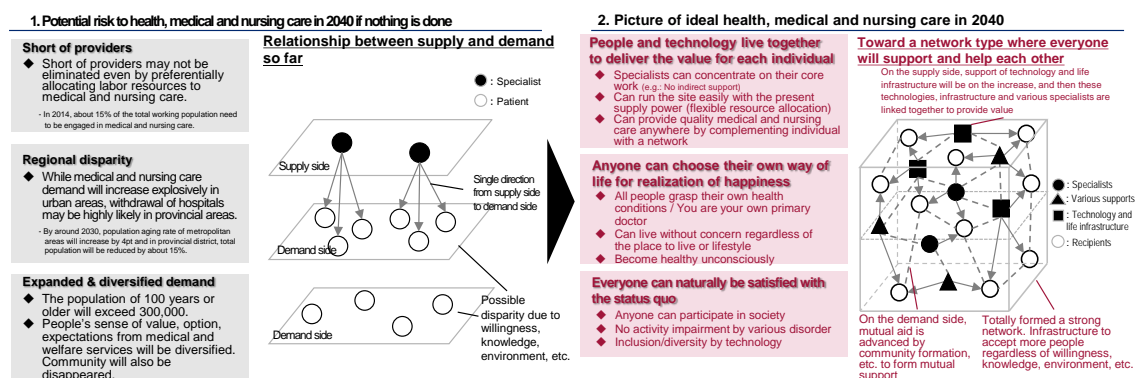 1. Potential risk to health, medical and nursing care in 2040 if nothing is done
Short of providers
◆ Short of providers may not be
eliminated even by preferentially
allocating labor resources to
medical and nursing care.
- In 2014, about 15% of the total working population need
to be engaged in medical and nursing care.
Regional disparity
◆ While medical and nursing care
demand will increase explosively in
urban areas, withdrawal of hospitals
may be highly likely in provincial areas.
- By around 2030, population aging rate of metropolitan
areas will increase by 4pt and in provincial district, total
population will be reduced by about 15%.
Expanded & diversified demand
◆ The population of 100 years or
older will exceed 300,000.
◆ People's sense of value, option,
expectations from medical and
welfare services will be diversified.
Community will also be
disappeared.
Relationship between supply and demand
so far
: Specialist
: Patient
Supply side
Single direction
from supply side
to demand side
Demand side
Demand side
Possible
disparity due to
willingness,
knowledge,
environment, etc.
2. Picture of ideal health, medical and nursing care in 2040
People and technology live together
to deliver the value for each individual
◆ Specialists can concentrate on their core
work (e.g.: No indirect support)
◆ Can run the site easily with the present
supply power (flexible resource allocation)
◆ Can provide quality medical and nursing
care anywhere by complementing individual
with a network
Anyone can choose their own way of
life for realization of happiness
◆ All people grasp their own health
conditions / You are your own primary
doctor
◆ Can live without concern regardless of
the place to live or lifestyle
◆ Become healthy unconsciously
Everyone can naturally be satisfied with
the status quo
◆ Anyone can participate in society
◆ No activity impairment by various disorder
◆ Inclusion/diversity by technology
Toward a network type where everyone
will support and help each other
On the supply side, support of technology and life
infrastructure will be on the increase, and then these
technologies, infrastructure and various specialists are
linked together to provide value
: Specialists
: Various supports
: Technology and
life infrastructure
: Recipients
On the demand side,
mutual aid is
advanced by
community formation,
etc. to form mutual
support
Totally formed a strong
network. Infrastructure to
accept more people
regardless of willingness,
knowledge, environment, etc.